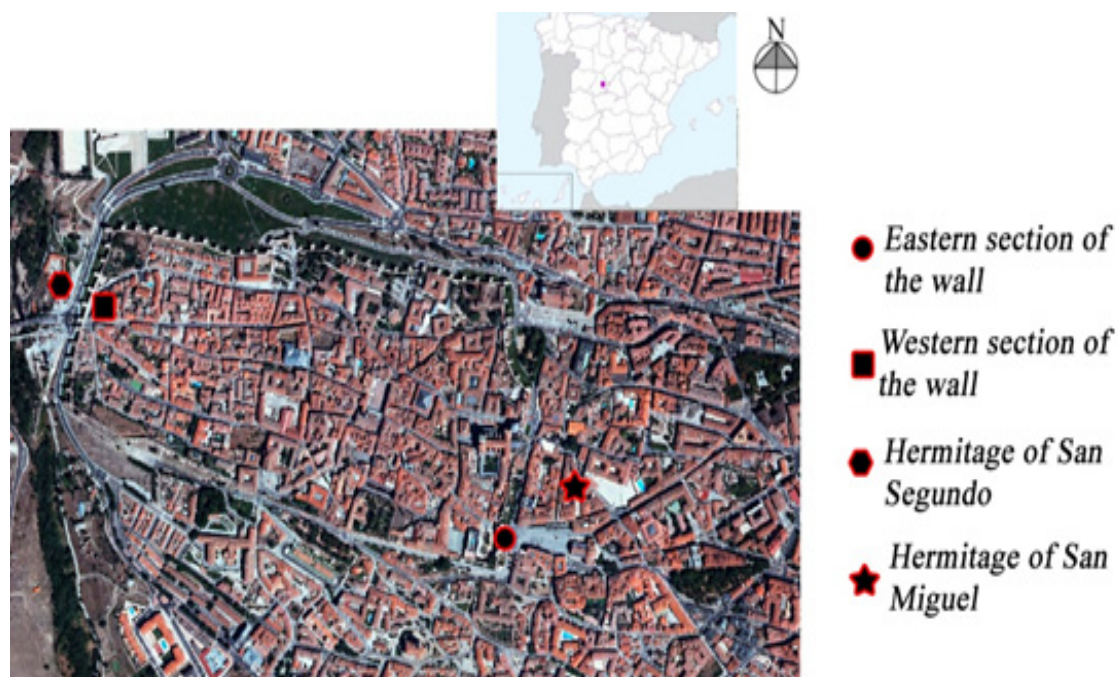 N
Eastern section of
the wall
Western section of
the wall
Hermitage of San
Segundo
Hermitage of San
Miguel